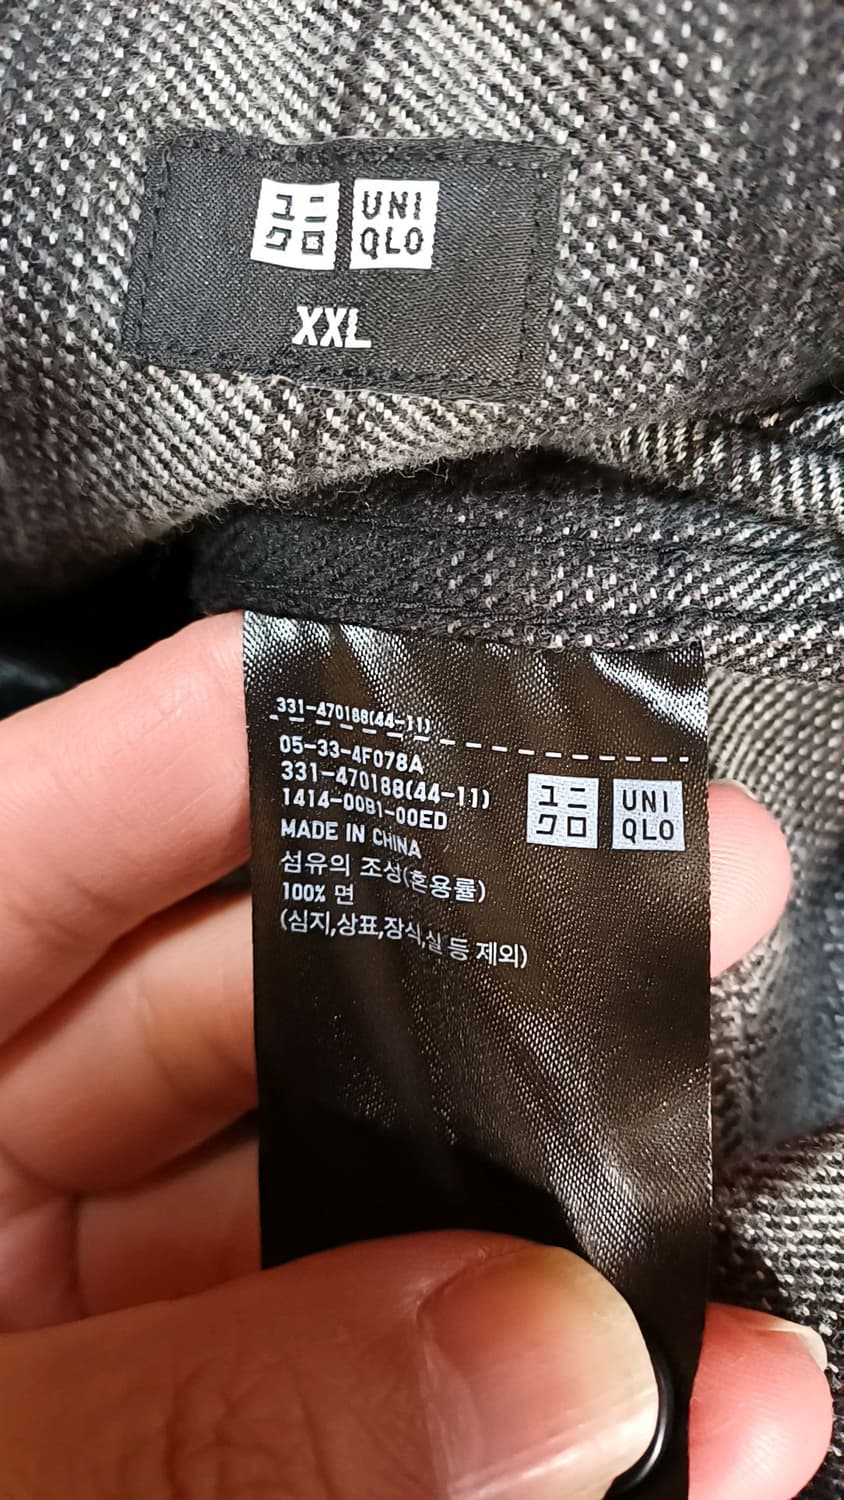 ユニ UNI
クロ QLO
XXL
331-470188(44-11)
05-33-4F078A
331-470188(44-11)
1414-00B1-00ED
MADE IN CHINA
ユニ UNI
クロ QLO
섬유의 조성(혼용률)
100% 면
(심지,상표,장식,실 등 제외)